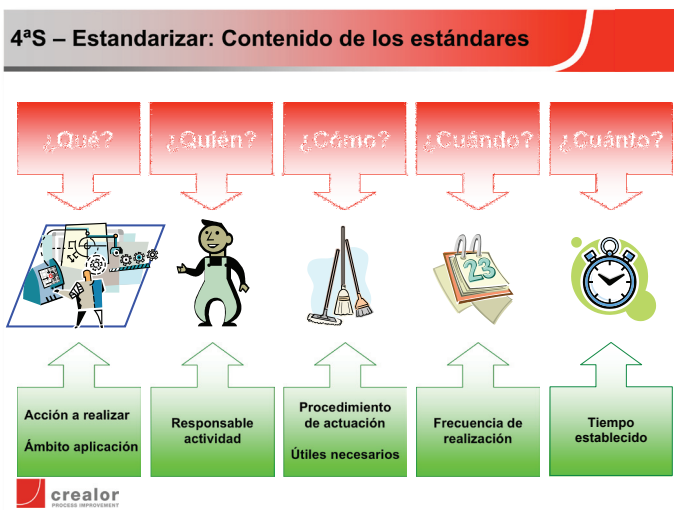 4ªS – Estandarizar: Contenido de los estándares
¿Qué?
¿Quién?
¿Cómo?
¿Cuándo?
¿Cuánto?
23
Acción a realizar
Ámbito aplicación
Responsable
actividad
Procedimiento
de actuación
Útiles necesarios
Frecuencia de
realización
Tiempo
establecido
crealor
PROCESS IMPROVEMENT